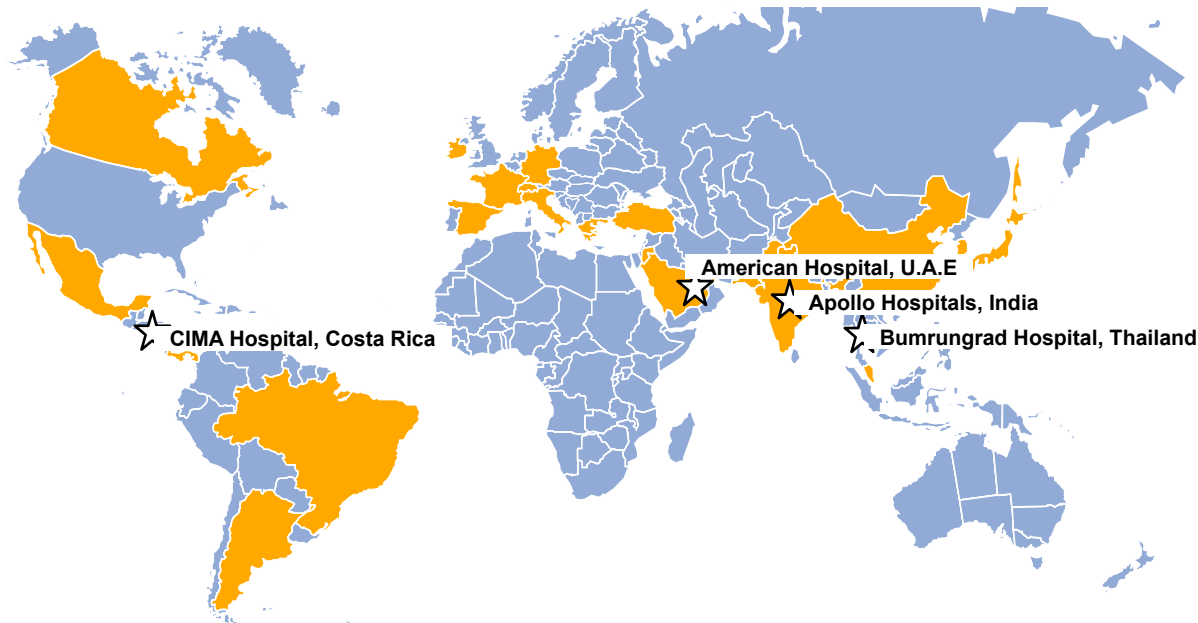 American Hospital, U.A.E
Apollo Hospitals, India
CIMA Hospital, Costa Rica
Bumrungrad Hospital, Thailand